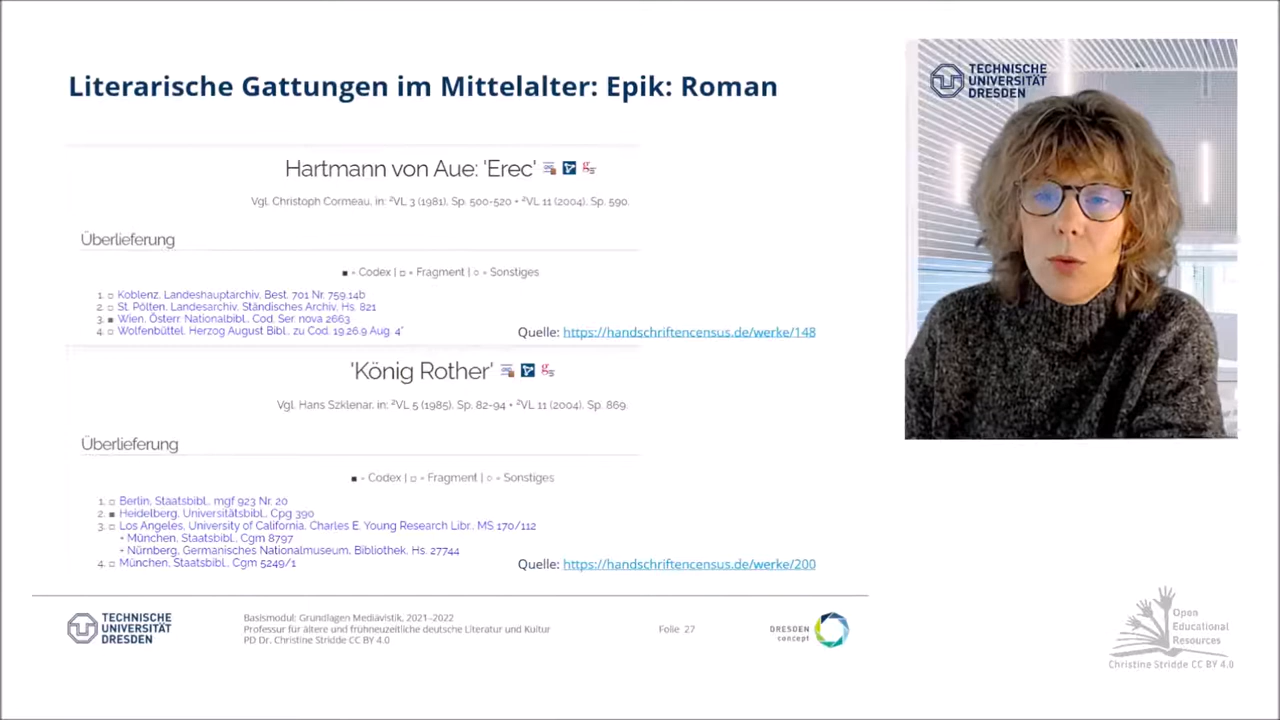 Literarische Gattungen im Mittelalter: Epik: Roman
Hartmann von Aue: 'Erec'
Vgl. Christoph Cormeau, in: ²VL 3 (1981), Sp. 500-520 + ²VL 11 (2004), Sp. 590.
Überlieferung
■ = Codex | □ = Fragment | ○ = Sonstiges
1. □ Koblenz, Landeshauptarchiv, Best. 701 Nr. 759,14b
2. □ St. Pölten, Landesarchiv, Ständisches Archiv, Hs. 821
3. ■ Wien, Österr. Nationalbibl., Cod. Ser. nova 2663
4. □ Wolfenbüttel, Herzog August Bibl., zu Cod. 19.26.9 Aug. 4°
Quelle: https://handschriftencensus.de/werke/148
'König Rother'
Vgl. Hans Szklenar, in: ²VL 5 (1985), Sp. 82-94 + ²VL 11 (2004), Sp. 869.
Überlieferung
■ = Codex | □ = Fragment | ○ = Sonstiges
1. □ Berlin, Staatsbibl., mgf 923 Nr. 20
2. ■ Heidelberg, Universitätsbibl., Cpg 390
3. □ Los Angeles, University of California, Charles E. Young Research Libr., MS 170/112
+ München, Staatsbibl., Cgm 8797
+ Nürnberg, Germanisches Nationalmuseum, Bibliothek, Hs. 27744
4. □ München, Staatsbibl., Cgm 5249/1
Quelle: https://handschriftencensus.de/werke/200
TECHNISCHE
UNIVERSITÄT
DRESDEN
Basismodul: Grundlagen Mediävistik, 2021–2022
Professur für ältere und frühneuzeitliche deutsche Literatur und Kultur
PD Dr. Christine Stridde CC BY 4.0
Folie 27
DRESDEN
concept
TECHNISCHE
UNIVERSITÄT
DRESDEN
Open
Educational
Resources
Christine Stridde CC BY 4.0